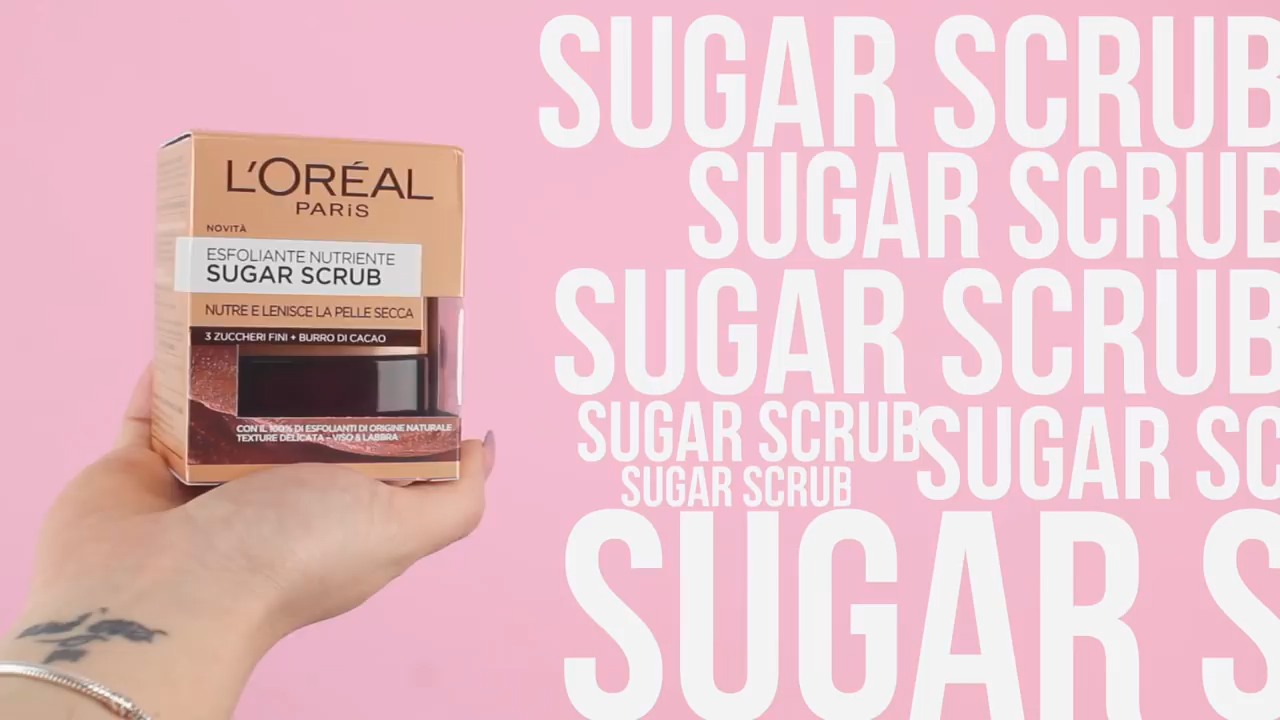 L'ORÉAL
PARiS
NOVITÀ
ESFOLIANTE NUTRIENTE
SUGAR SCRUB
NUTRE E LENISCE LA PELLE SECCA
3 ZUCCHERI FINI + BURRO DI CACAO
CON IL 100% DI ESFOLIANTI DI ORIGINE NATURALE
TEXTURE DELICATA - VISO & LABBRA
SUGAR SCRUB
SUGAR SCRUB
SUGAR SCRUB
SUGAR SCRUB
SUGAR SC
SUGAR SCRUB
SUGAR S